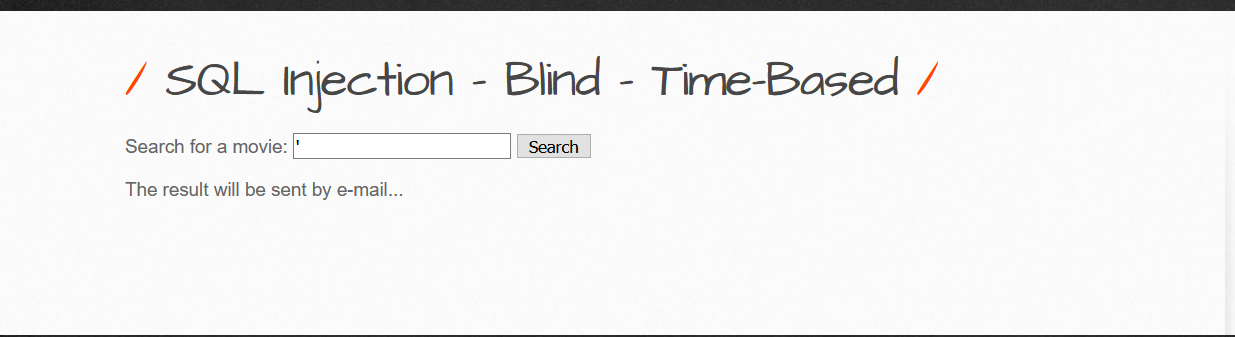 / SQL Injection - Blind - Time-Based /
Search for a movie: ' Search
The result will be sent by e-mail...